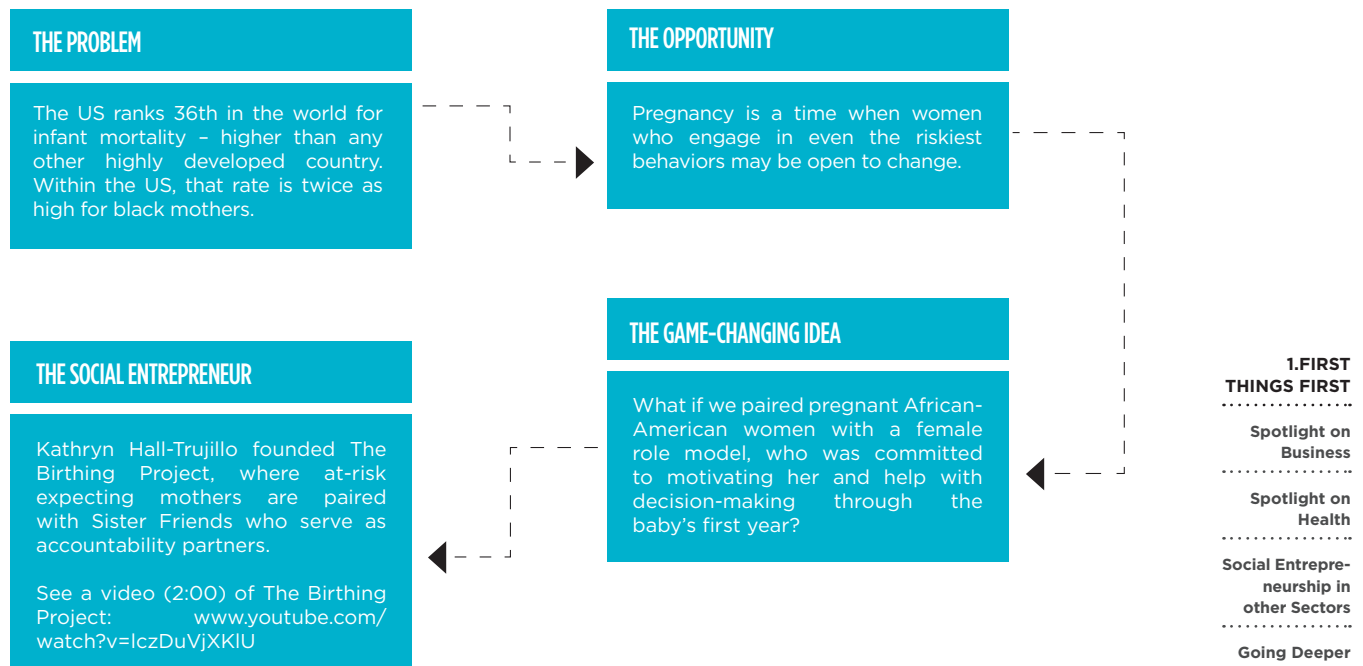 THE PROBLEM
The US ranks 36th in the world for
infant mortality – higher than any
other highly developed country.
Within the US, that rate is twice as
high for black mothers.
THE OPPORTUNITY
Pregnancy is a time when women
who engage in even the riskiest
behaviors may be open to change.
THE GAME-CHANGING IDEA
What if we paired pregnant African-
American women with a female
role model, who was committed
to motivating her and help with
decision-making through the
baby’s first year?
THE SOCIAL ENTREPRENEUR
Kathryn Hall-Trujillo founded The
Birthing Project, where at-risk
expecting mothers are paired
with Sister Friends who serve as
accountability partners.
See a video (2:00) of The Birthing
Project: www.youtube.com/
watch?v=lczDuVjXKlU
1.FIRST
THINGS FIRST
Spotlight on
Business
Spotlight on
Health
Social Entrepre-
neurship in
other Sectors
Going Deeper